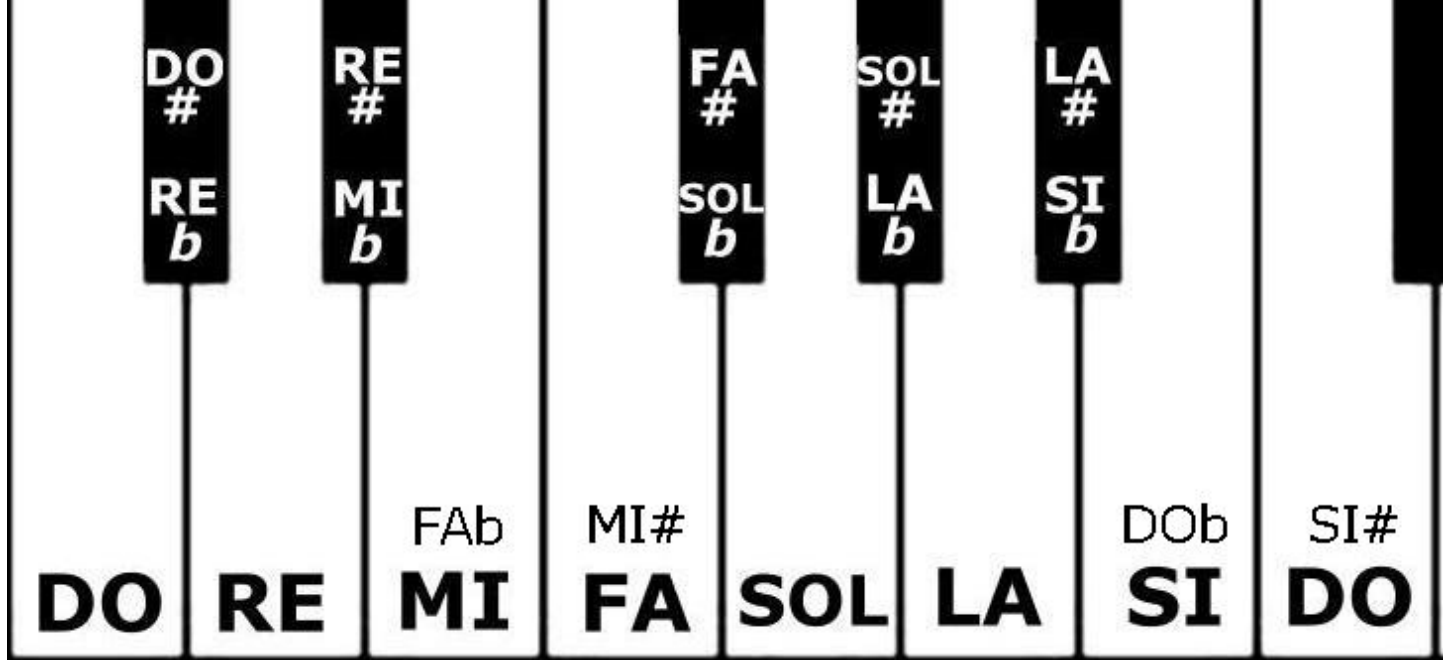 DO RE FA SOL LA
# # # # #
RE MI SOL LA SI
b b b b b
FAb MI# DOb SI#
DO RE MI FA SOL LA SI DO